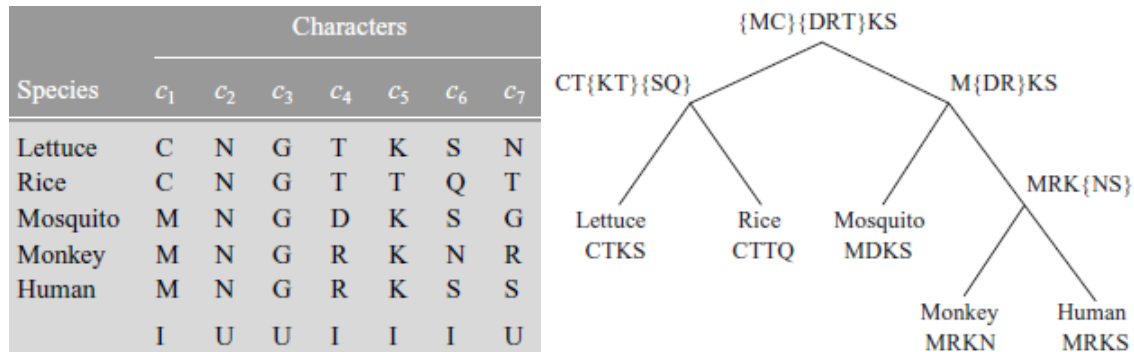 Characters
Species c1 c2 c3 c4 c5 c6 c7
Lettuce C N G T K S N
Rice C N G T T Q T
Mosquito M N G D K S G
Monkey M N G R K N R
Human M N G R K S S
I U U I I I U
{MC}{DRT}KS
CT{KT}{SQ}
M{DR}KS
MRK{NS}
Lettuce
CTKS
Rice
CTTQ
Mosquito
MDKS
Monkey
MRKN
Human
MRKS